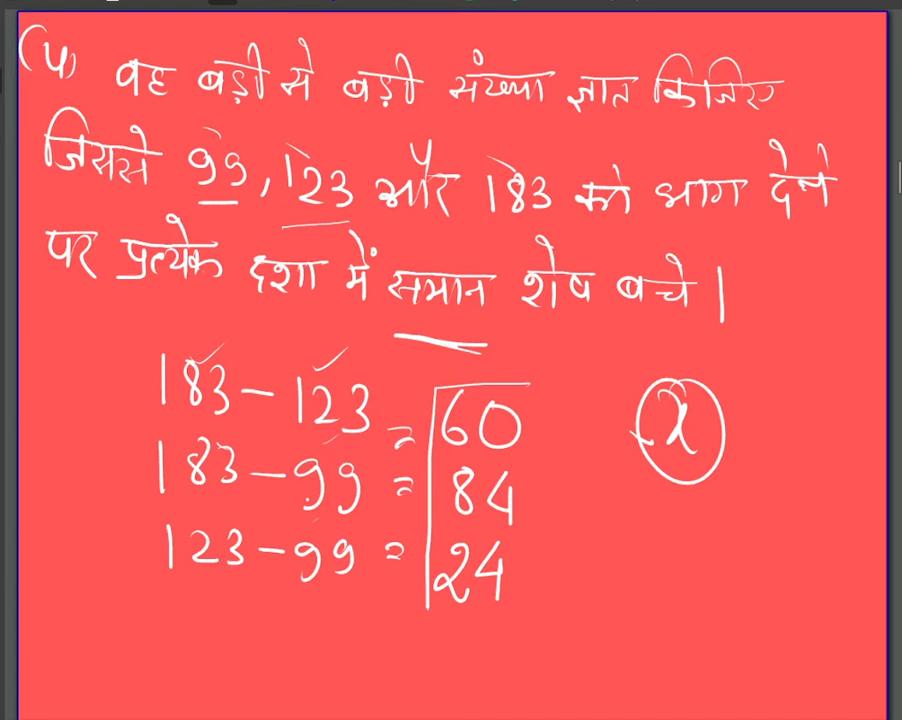 (4) वह बड़ी से बड़ी संख्या ज्ञात किजिए
जिससे 99, 123 और 183 को भाग देने
पर प्रत्येक दशा में समान शेष बचे |
183 - 123 = 60
183 - 99 = 84
123 - 99 = 24
x